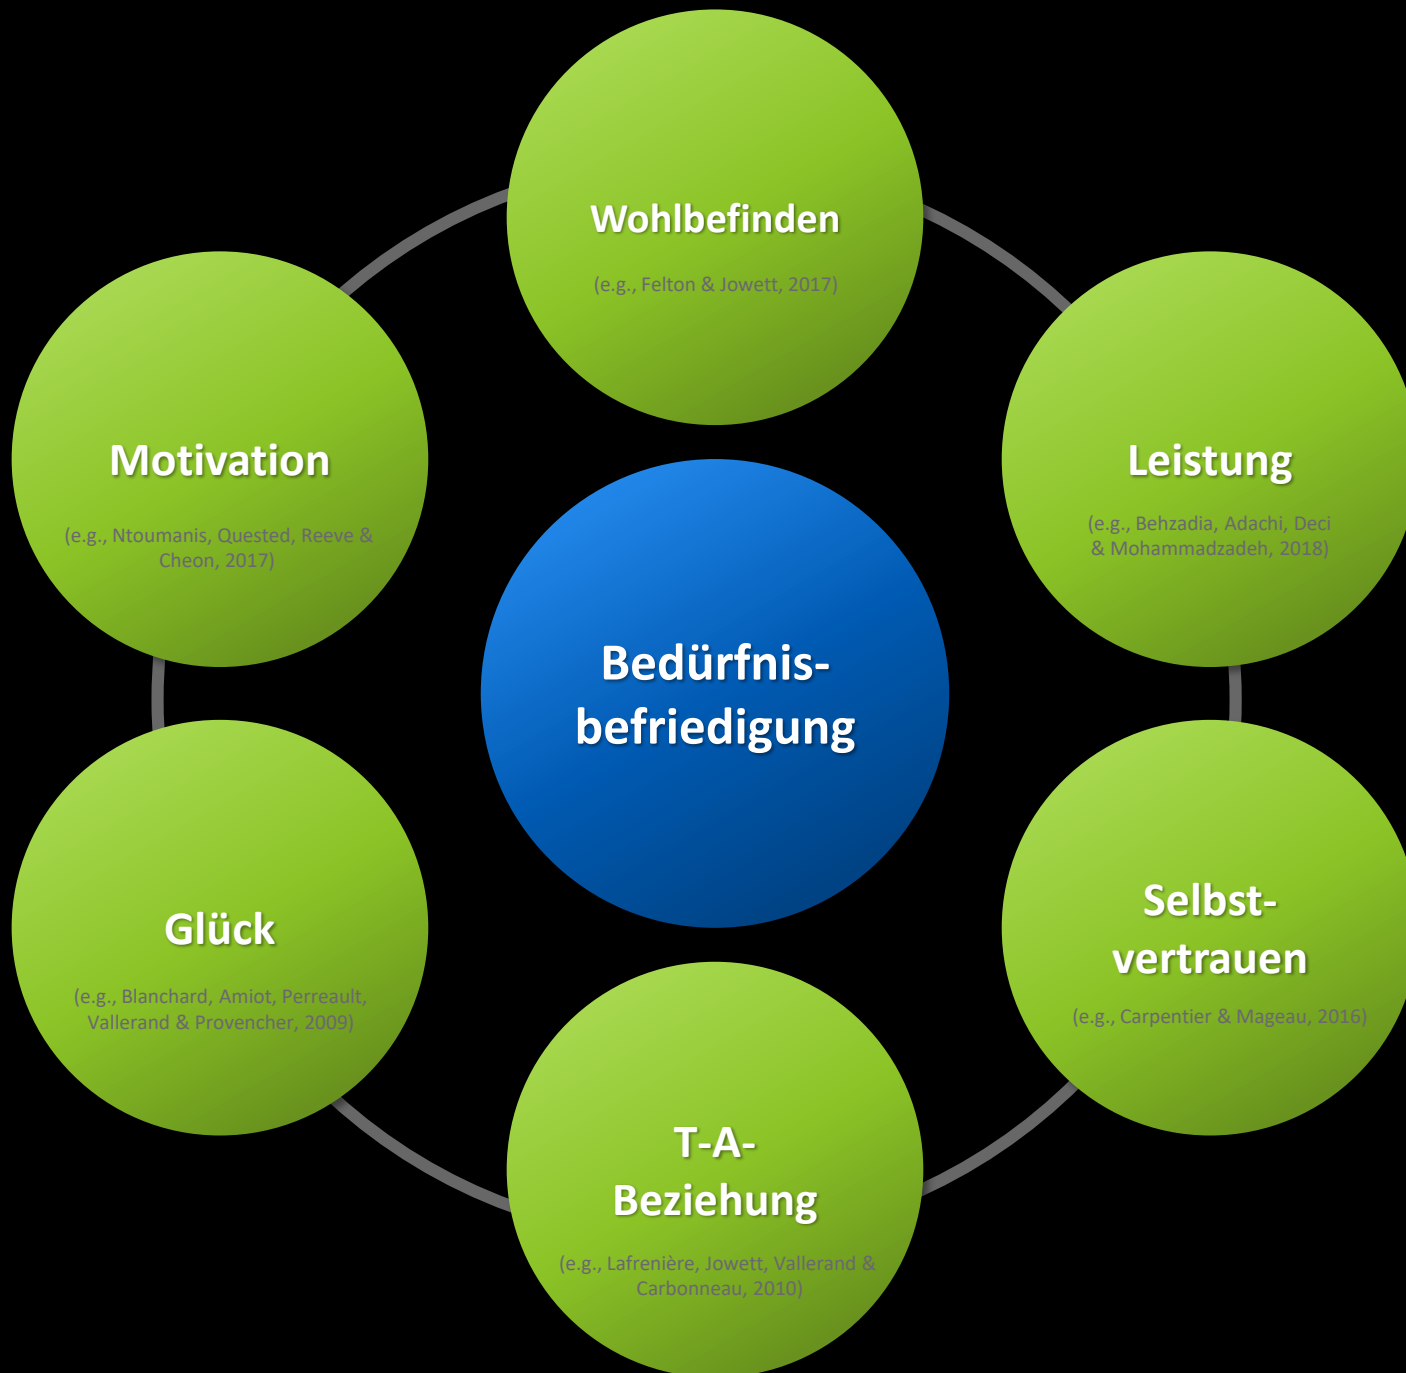 Wohlbefinden
(e.g., Felton & Jowett, 2017)
Motivation
(e.g., Ntoumanis, Quested, Reeve &
Cheon, 2017)
Leistung
(e.g., Behzadia, Adachi, Deci
& Mohammadzadeh, 2018)
Bedürfnis-
befriedigung
Glück
(e.g., Blanchard, Amiot, Perreault,
Vallerand & Provencher, 2009)
Selbst-
vertrauen
(e.g., Carpentier & Mageau, 2016)
T-A-
Beziehung
(e.g., Lafrenière, Jowett, Vallerand &
Carbonneau, 2010)